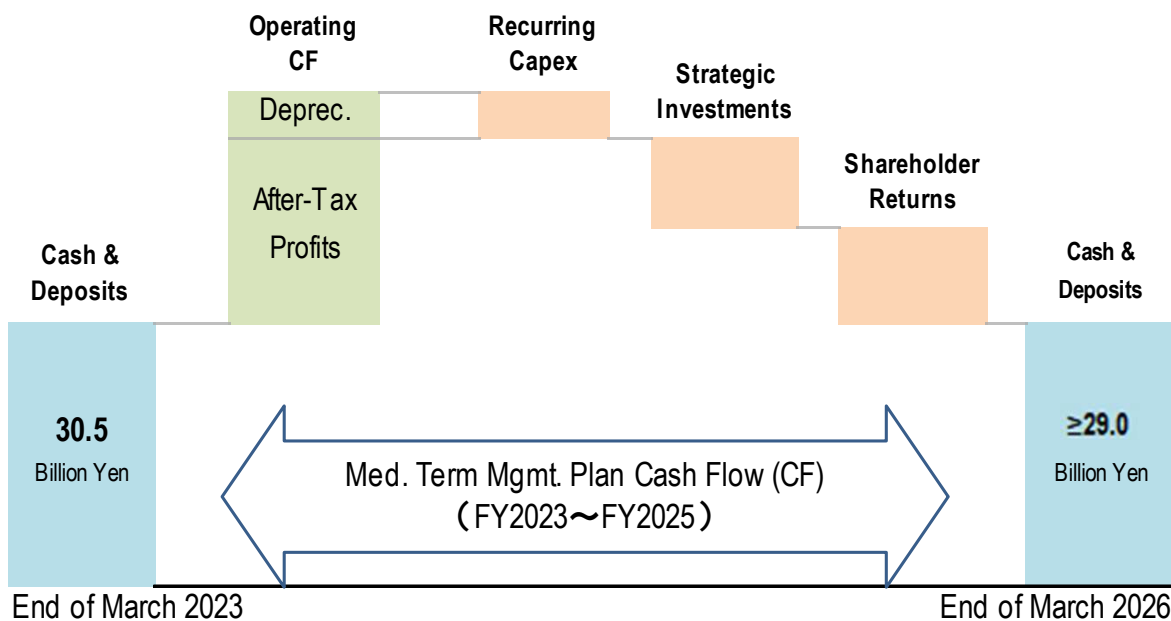 Cash &
Deposits
30.5
Billion Yen
Operating
CF
Deprec.
After-Tax
Profits
Recurring
Capex
Strategic
Investments
Shareholder
Returns
Cash &
Deposits
≥29.0
Billion Yen
Med. Term Mgmt. Plan Cash Flow (CF)
（FY2023～FY2025）
End of March 2023
End of March 2026